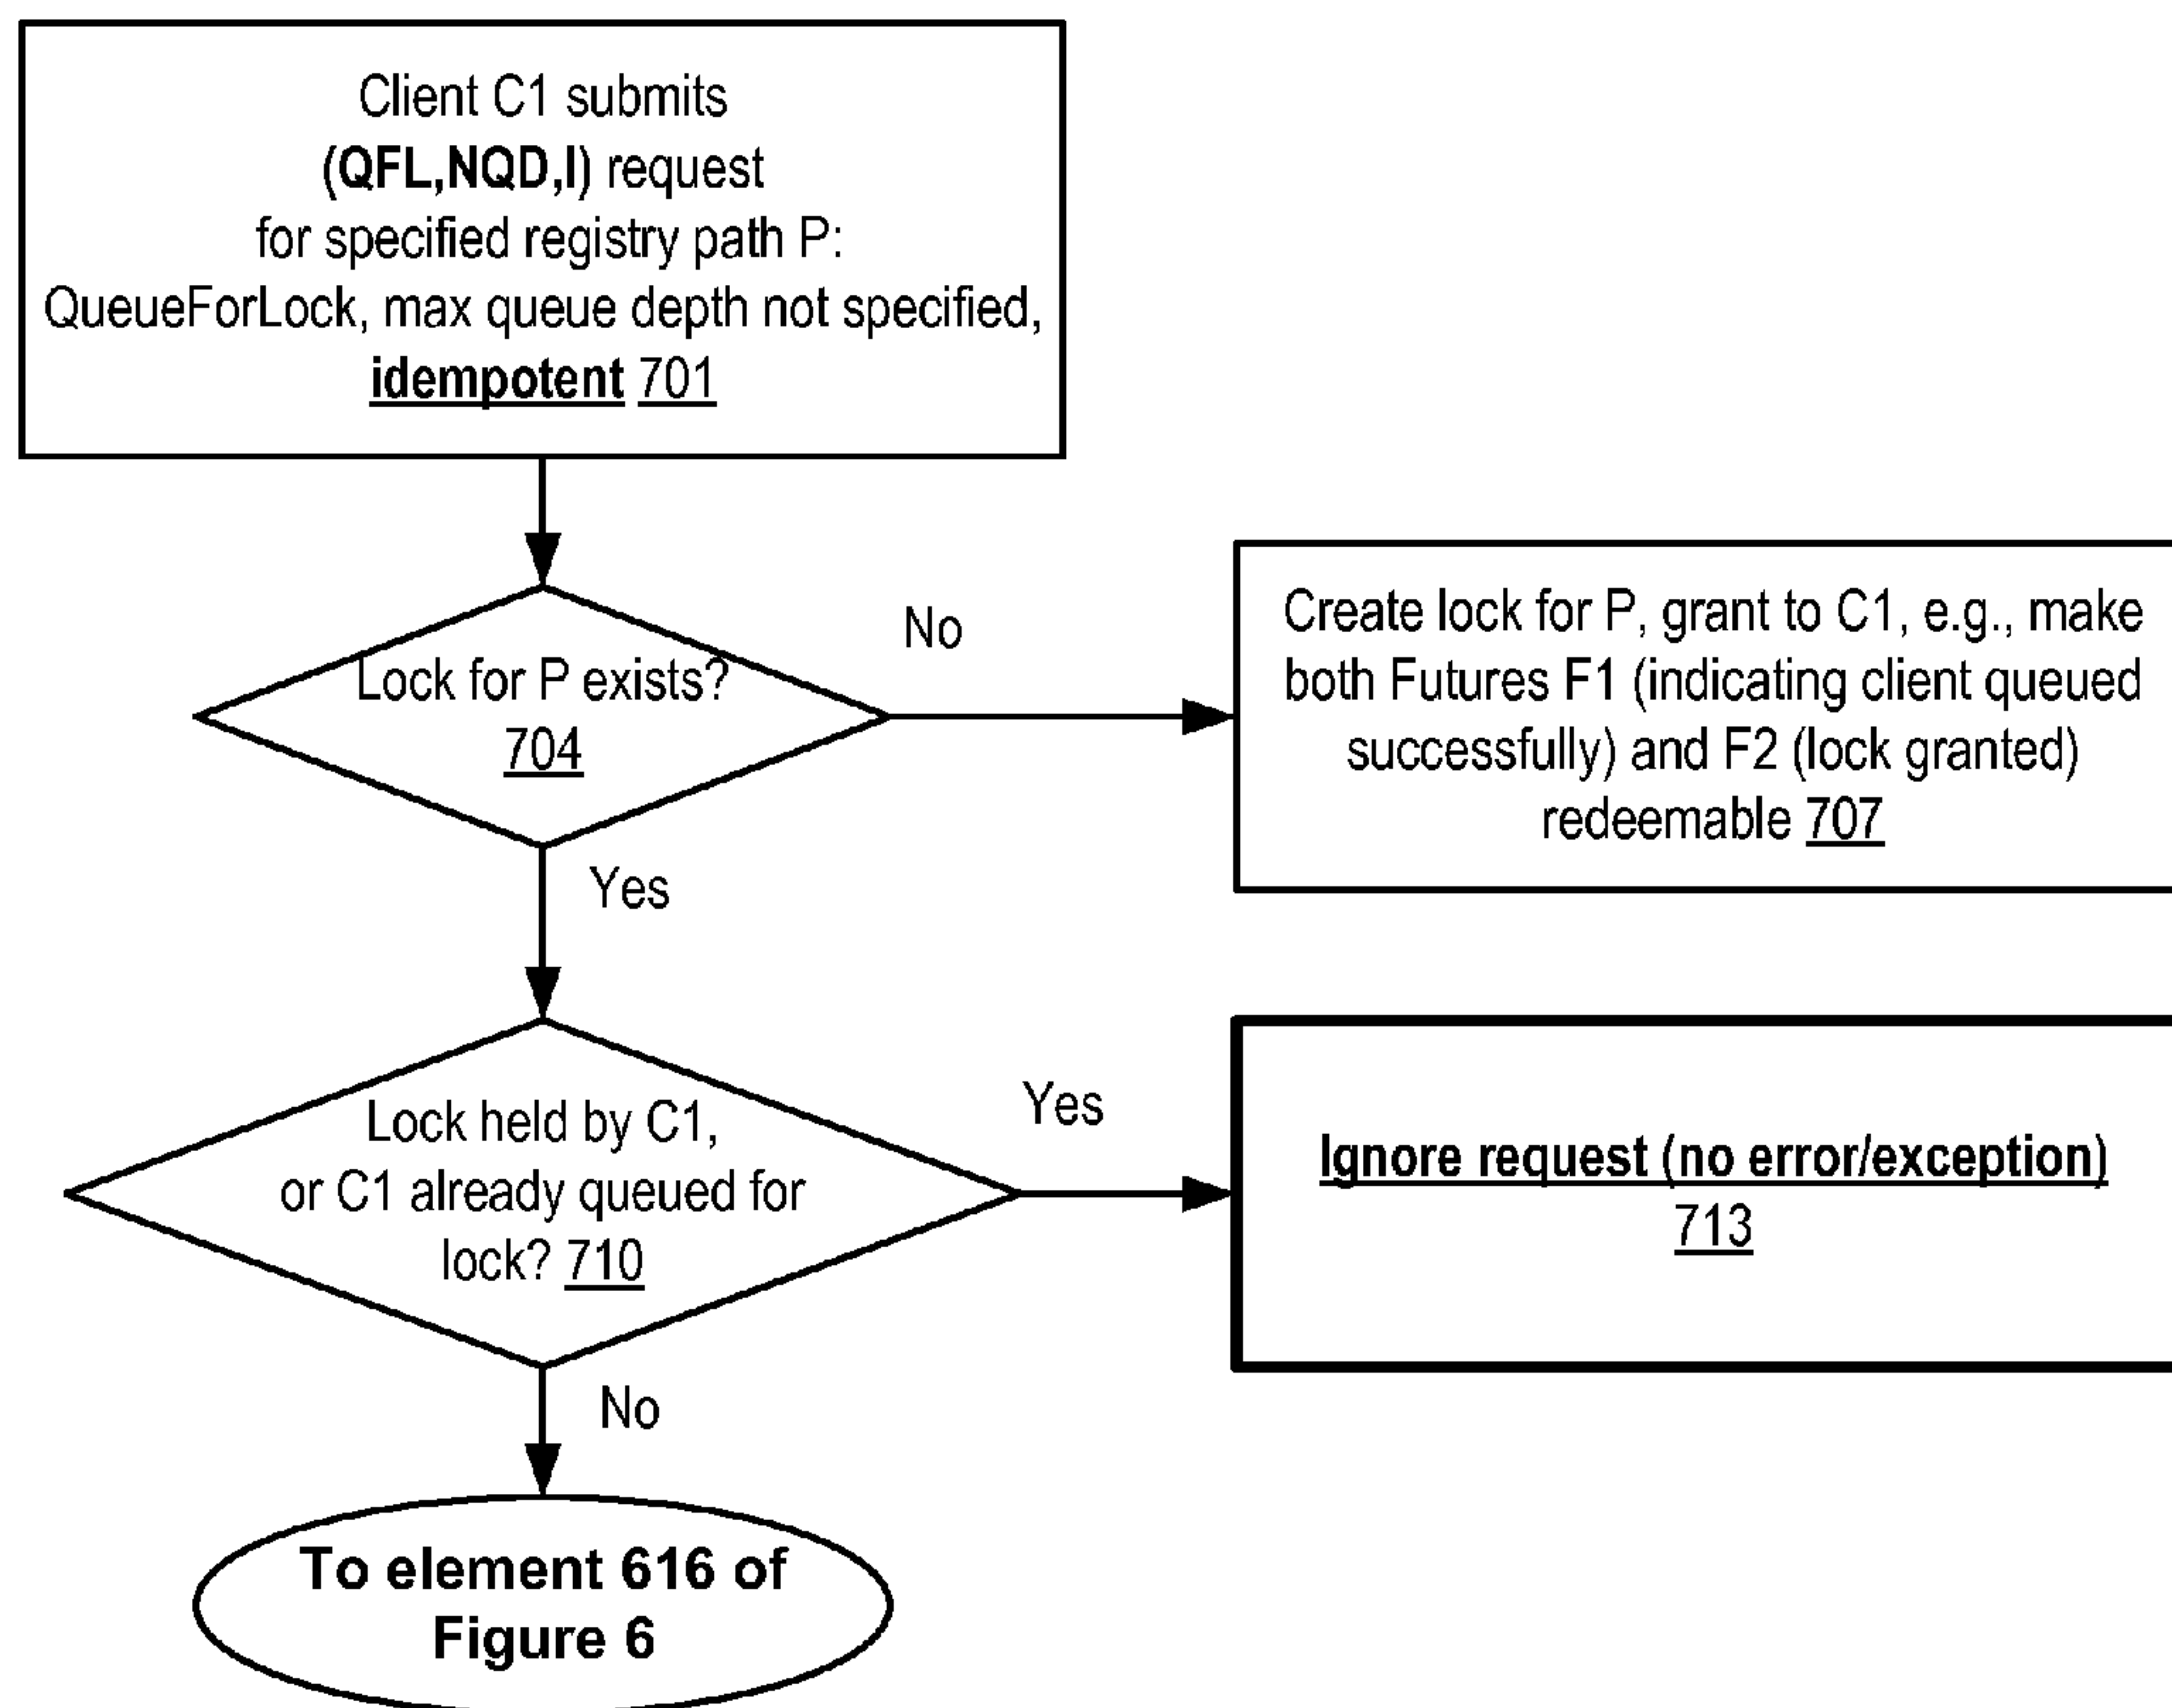 Client C1 submits
(QFL,NQD,I) request
for specified registry path P:
QueueForLock, max queue depth not specified,
idempotent 701
Lock for P exists?
704
No
Create lock for P, grant to C1, e.g., make
both Futures F1 (indicating client queued
successfully) and F2 (lock granted)
redeemable 707
Yes
Lock held by C1,
or C1 already queued for
lock? 710
Yes
Ignore request (no error/exception)
713
No
To element 616 of
Figure 6